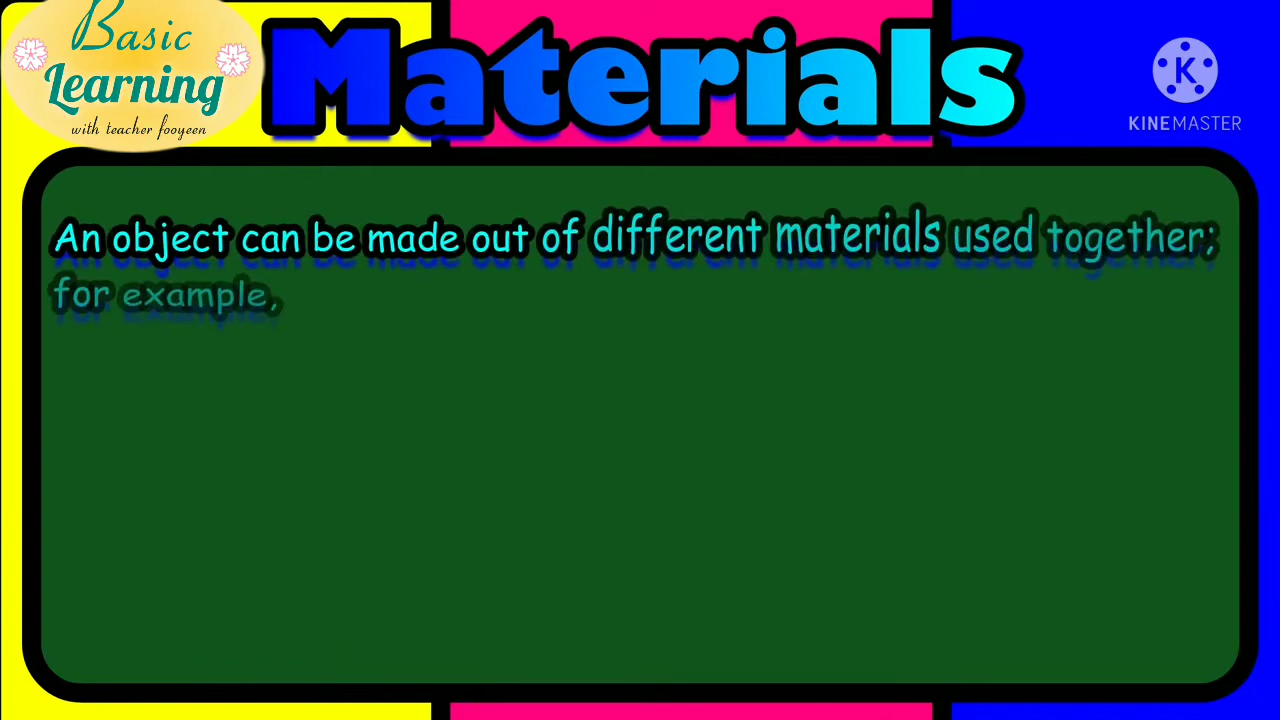 Basic
Learning
with teacher fooyeen
Materials
K
KINEMASTER
An object can be made out of different materials used together;
for example,